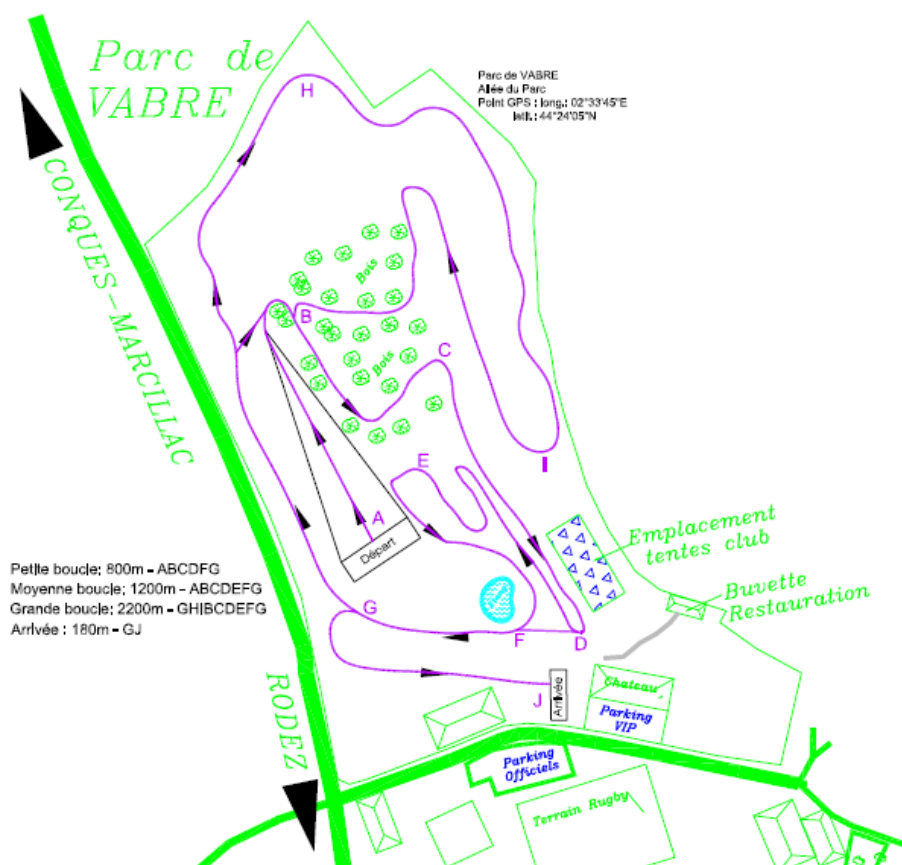 Parc de
VABRE
Parc de VABRE
Allée du Parc
Point GPS : long.: 02°33'45"E
latit.: 44°24'05"N
H
CONQUES-MARCILLAC
Bois
B
Bois
C
I
E
A
Départ
Emplacement
tentes club
Petite boucle: 800m - ABCDFG
Moyenne boucle: 1200m - ABCDEFG
Grande boucle: 2200m - GHIBCDEFG
Arrivée : 180m - GJ
Buvette
Restauration
G
F
D
RODEZ
J
Arrivée
Chateau
Parking
VIP
Parking
Officiels
Terrain Rugby